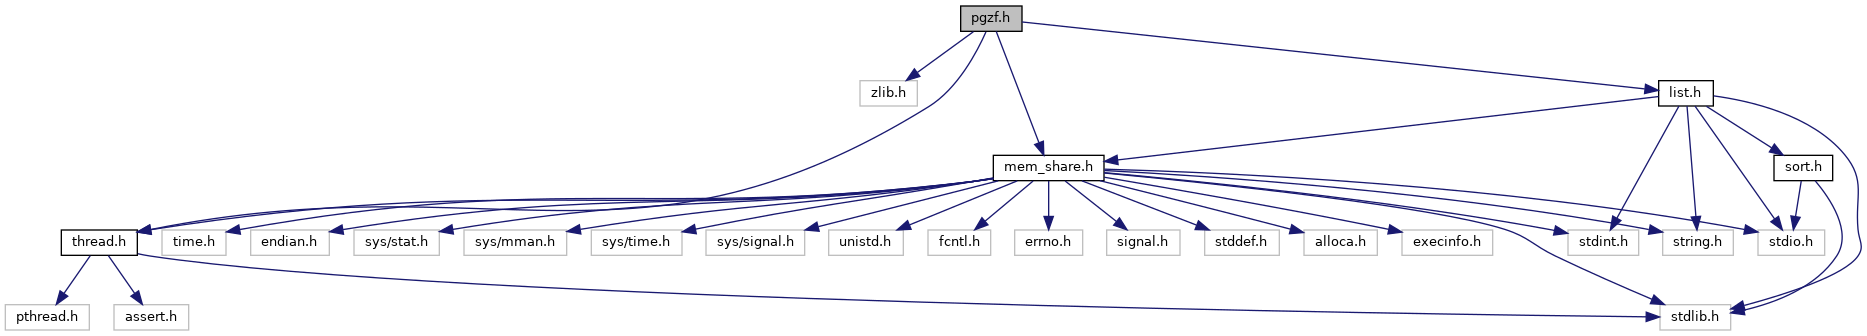 pgzf.h
zlib.h
list.h
mem_share.h
sort.h
thread.h
time.h
endian.h
sys/stat.h
sys/mman.h
sys/time.h
sys/signal.h
unistd.h
fcntl.h
errno.h
signal.h
stddef.h
alloca.h
execinfo.h
stdint.h
string.h
stdio.h
pthread.h
assert.h
stdlib.h